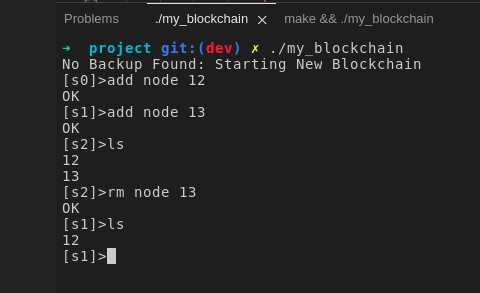 Problems ./my_blockchain × make && ./my_blockchain
➜ project git:(dev) ✗ ./my_blockchain
No Backup Found: Starting New Blockchain
[s0]>add node 12
OK
[s1]>add node 13
OK
[s2]>ls
12
13
[s2]>rm node 13
OK
[s1]>ls
12
[s1]>